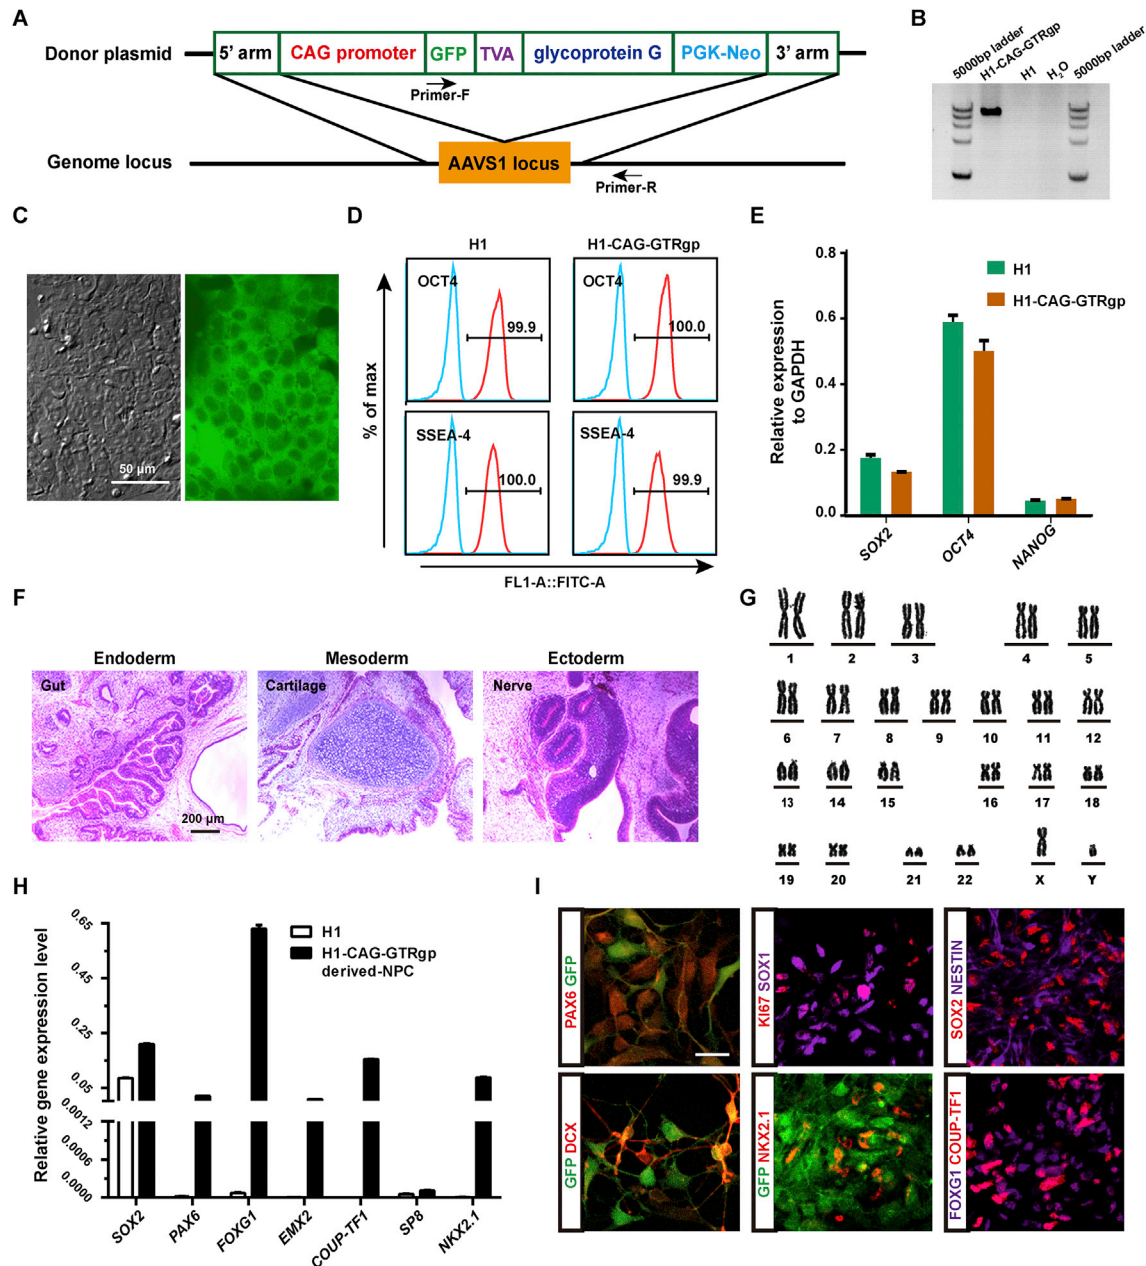 A
Donor plasmid
5' arm
CAG promoter
GFP
TVA
glycoprotein G
PGK-Neo
3' arm
Primer-F
Genome locus
AAVS1 locus
Primer-R
B
5000bp ladder
H1-CAG-GTRgp
H1
H₂O
5000bp ladder
C
50 µm
D
H1
H1-CAG-GTRgp
OCT4
99.9
OCT4
100.0
SSEA-4
100.0
SSEA-4
99.9
% of max
FL1-A::FITC-A
E
Relative expression
to GAPDH
0.8
0.6
0.4
0.2
0.0
H1
H1-CAG-GTRgp
SOX2
OCT4
NANOG
F
Endoderm
Mesoderm
Ectoderm
Gut
Cartilage
Nerve
200 µm
G
1 2 3 4 5
6 7 8 9 10 11 12
13 14 15 16 17 18
19 20 21 22 X Y
H
Relative gene expression level
0.65
0.45
0.25
0.05
0.0012
0.0006
0.0000
H1
H1-CAG-GTRgp
derived-NPC
SOX2
PAX6
FOXG1
EMX2
COUP-TF1
SP8
NKX2.1
I
PAX6 GFP
KI67 SOX1
SOX2 NESTIN
GFP DCX
GFP NKX2.1
FOXG1 COUP-TF1